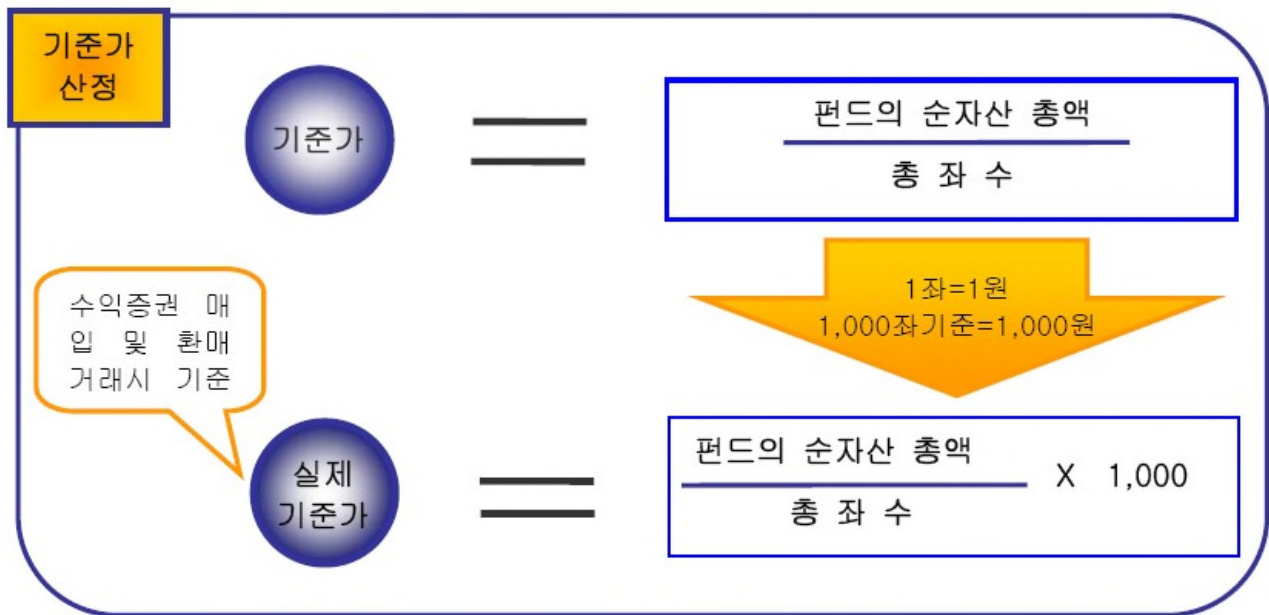 기준가
산정
기준가
펀드의 순자산 총액
총 좌 수
1좌=1원
1,000좌기준=1,000원
수익증권 매
입 및 환매
거래시 기준
실제
기준가
펀드의 순자산 총액
X 1,000
총 좌 수